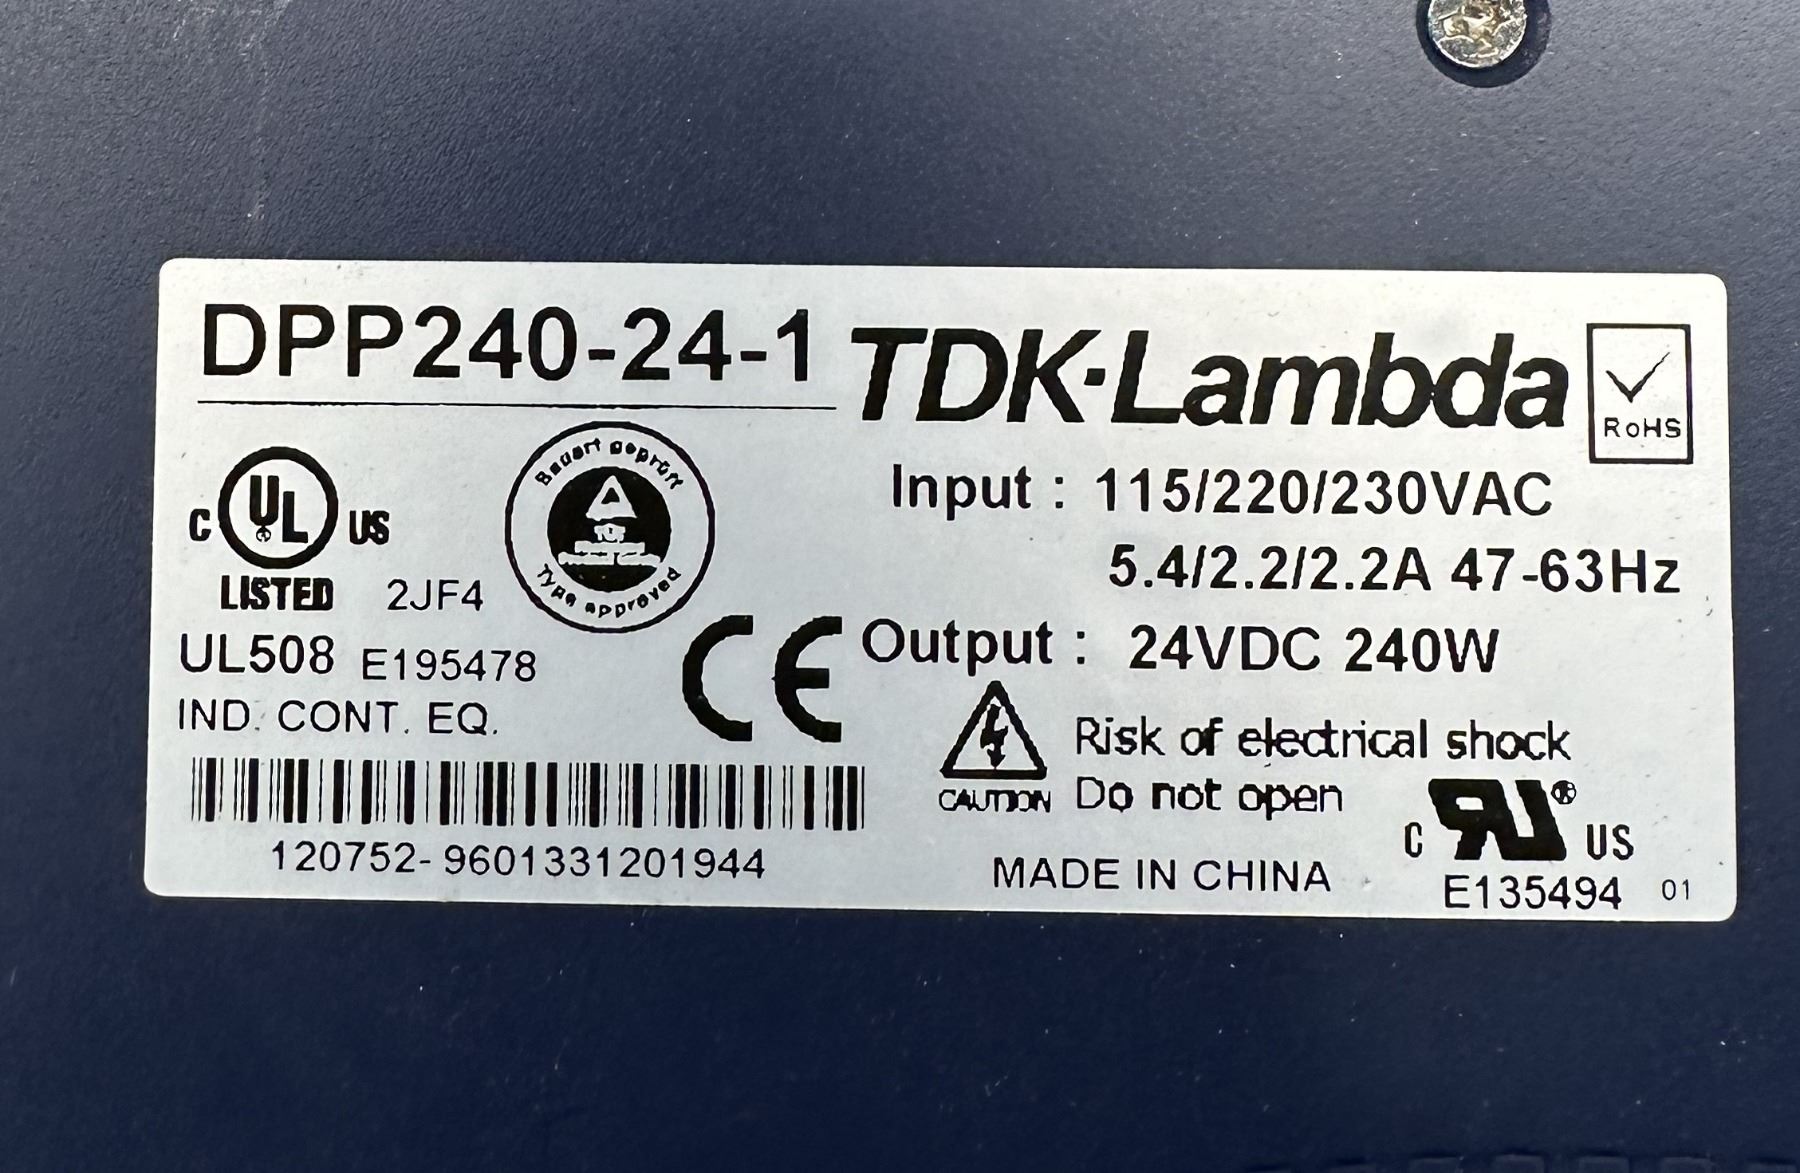 DPP240-24-1
TDK·Lambda
RoHS
Input : 115/220/230VAC
5.4/2.2/2.2A 47-63Hz
Output : 24VDC 240W
C UL US
LISTED 2JF4
Bauart geprüft
Type approved
UL508 E195478
IND. CONT. EQ.
CE
Risk of electrical shock
CAUTION Do not open
120752-9601331201944
MADE IN CHINA
C US
E135494 01